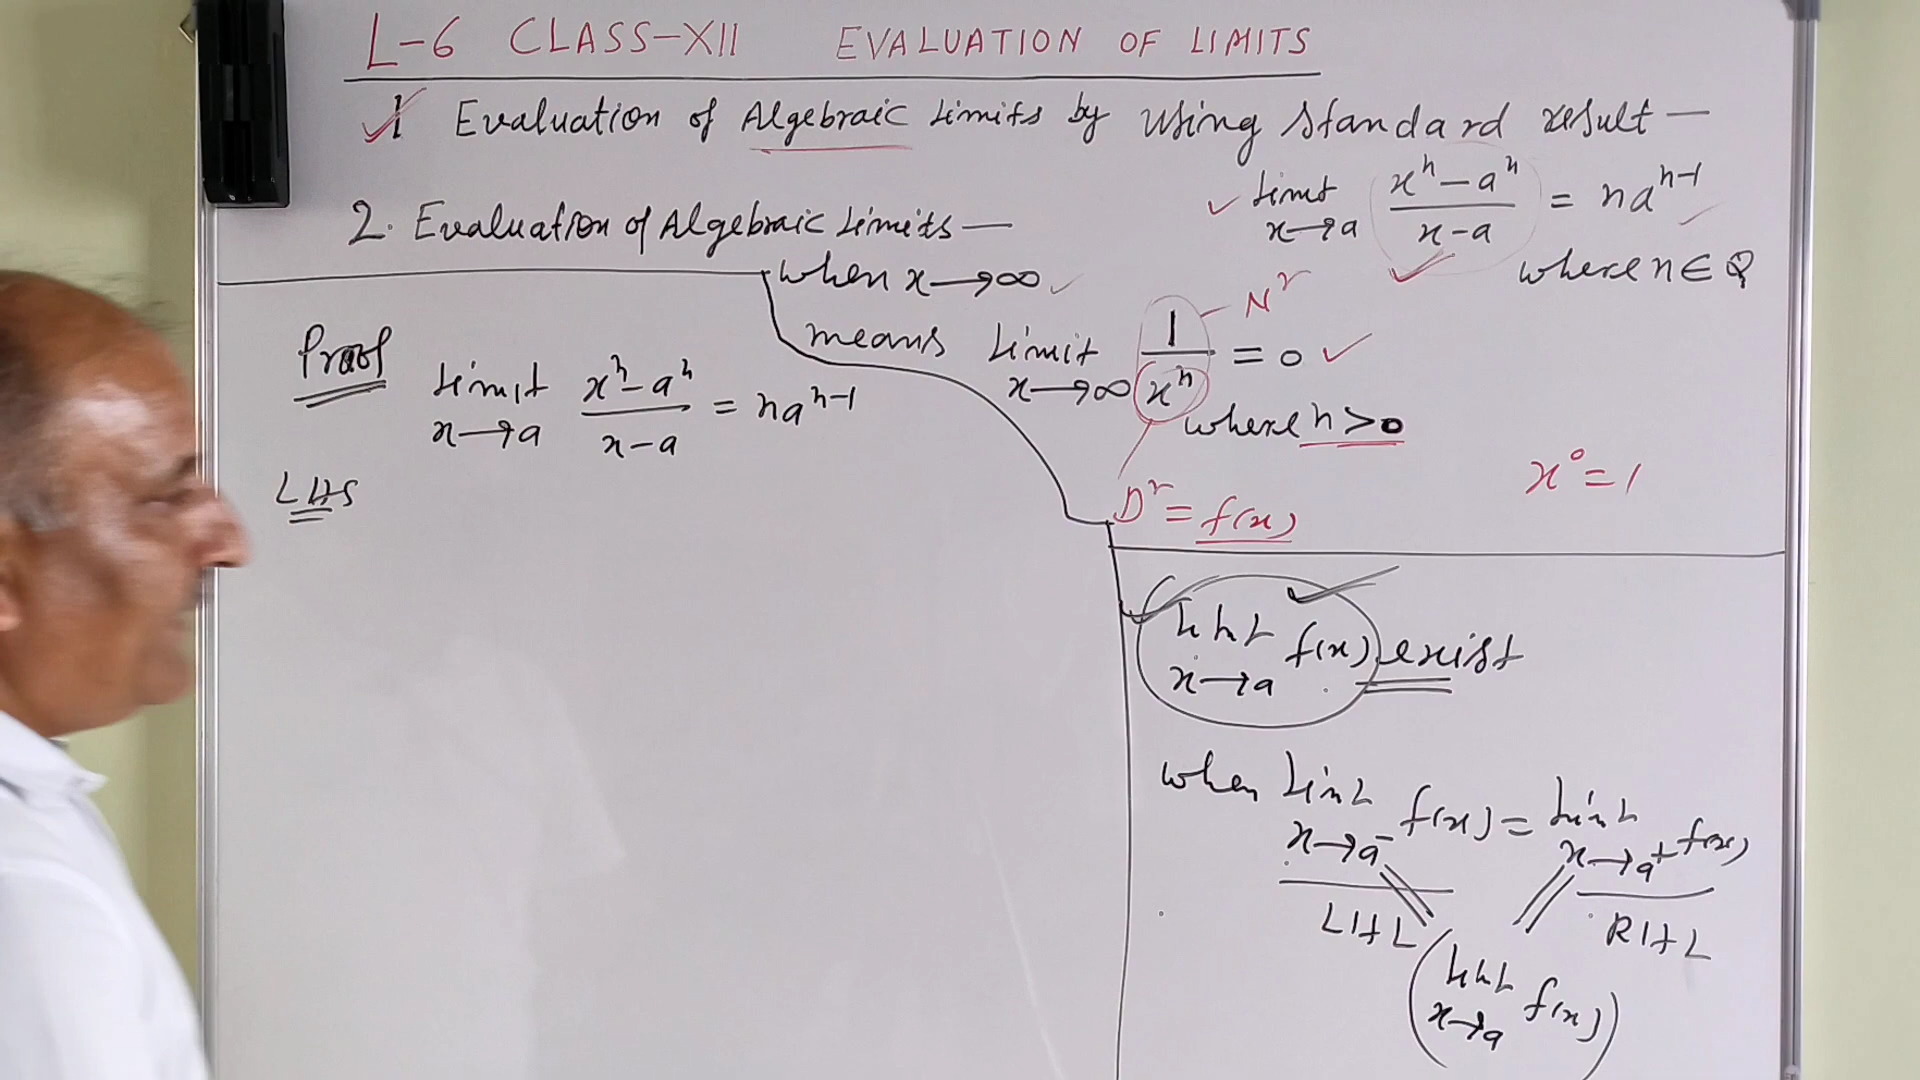 L-6 CLASS-XII EVALUATION OF LIMITS
1 Evaluation of Algebraic Limits by using standard result —
Limit x→a (xⁿ-aⁿ)/(x-a) = naⁿ⁻¹
where n ∈ Q
2. Evaluation of Algebraic Limits —
when x→∞
means Limit x→∞ 1/xⁿ = 0
where n>0
Nʳ
Dʳ = f(x)
x⁰ = 1
Proof
Limit x→a (xⁿ-aⁿ)/(x-a) = naⁿ⁻¹
LHS
Limit x→a f(x) exist
when Limit x→a⁻ f(x) = Limit x→a⁺ f(x)
LHL RHL
(Limit x→a f(x))